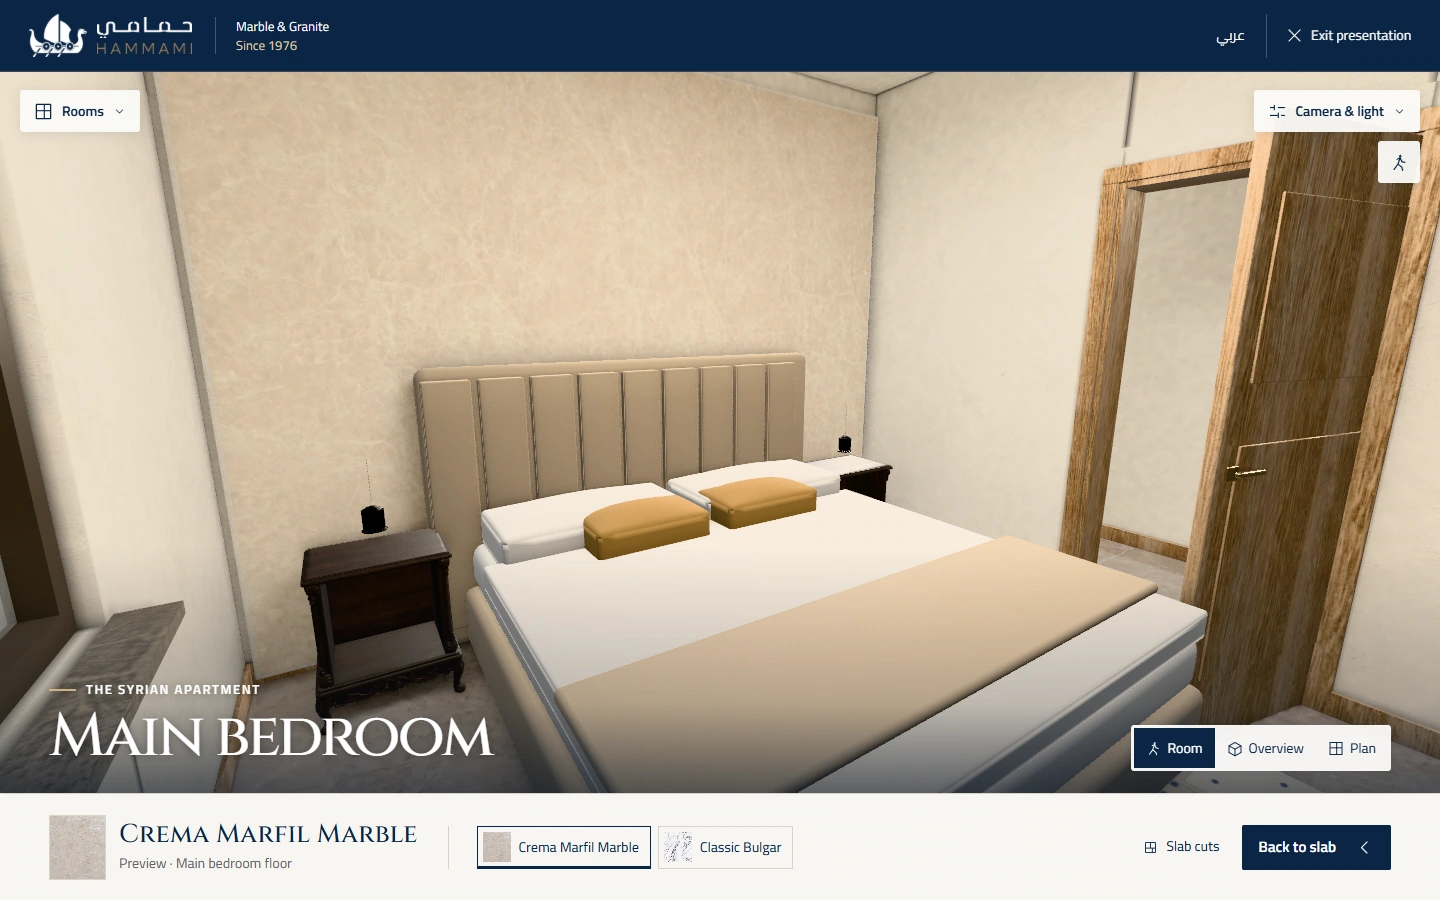 حمامي
HAMMAMI
Marble & Granite
Since 1976
عربي
Exit presentation
Rooms
Camera & light
THE SYRIAN APARTMENT
MAIN BEDROOM
Room
Overview
Plan
CREMA MARFIL MARBLE
Preview · Main bedroom floor
Crema Marfil Marble
Classic Bulgar
Slab cuts
Back to slab